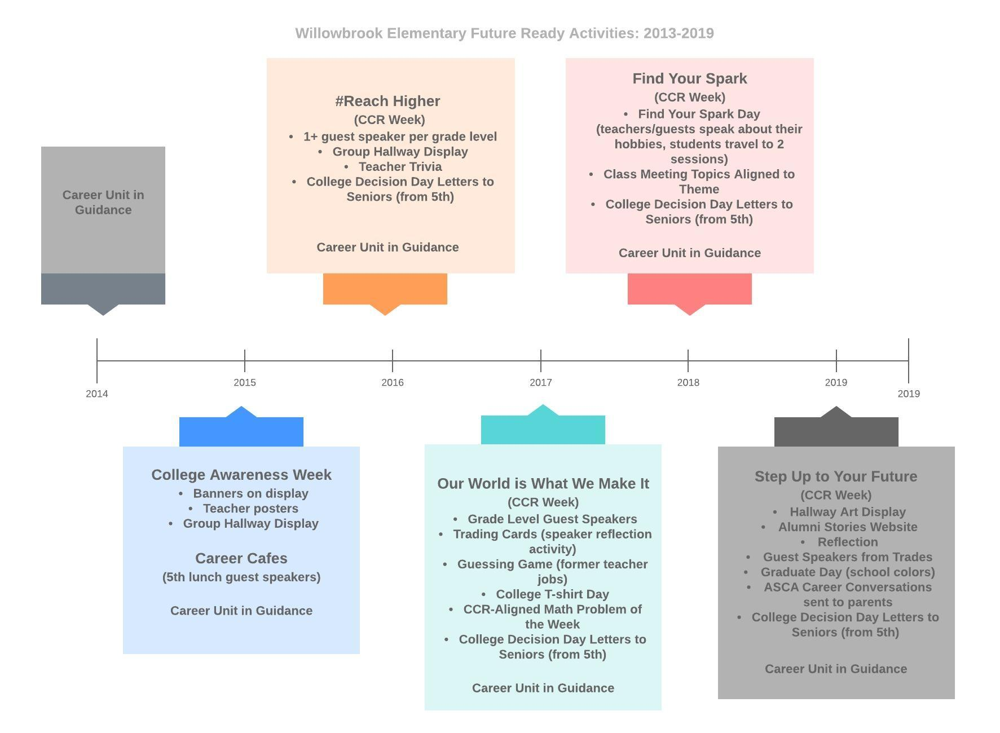 Willowbrook Elementary Future Ready Activities: 2013-2019
Career Unit in
Guidance
#Reach Higher
(CCR Week)
• 1+ guest speaker per grade level
• Group Hallway Display
• Teacher Trivia
• College Decision Day Letters to
Seniors (from 5th)
Career Unit in Guidance
Find Your Spark
(CCR Week)
• Find Your Spark Day
(teachers/guests speak about their
hobbies, students travel to 2
sessions)
• Class Meeting Topics Aligned to
Theme
• College Decision Day Letters to
Seniors (from 5th)
Career Unit in Guidance
2014
2015
2016
2017
2018
2019
2019
College Awareness Week
• Banners on display
• Teacher posters
• Group Hallway Display
Career Cafes
(5th lunch guest speakers)
Career Unit in Guidance
Our World is What We Make It
(CCR Week)
• Grade Level Guest Speakers
• Trading Cards (speaker reflection
activity)
• Guessing Game (former teacher
jobs)
• College T-shirt Day
• CCR-Aligned Math Problem of
the Week
• College Decision Day Letters to
Seniors (from 5th)
Career Unit in Guidance
Step Up to Your Future
(CCR Week)
• Hallway Art Display
• Alumni Stories Website
• Reflection
• Guest Speakers from Trades
• Graduate Day (school colors)
• ASCA Career Conversations
sent to parents
• College Decision Day Letters to
Seniors (from 5th)
Career Unit in Guidance